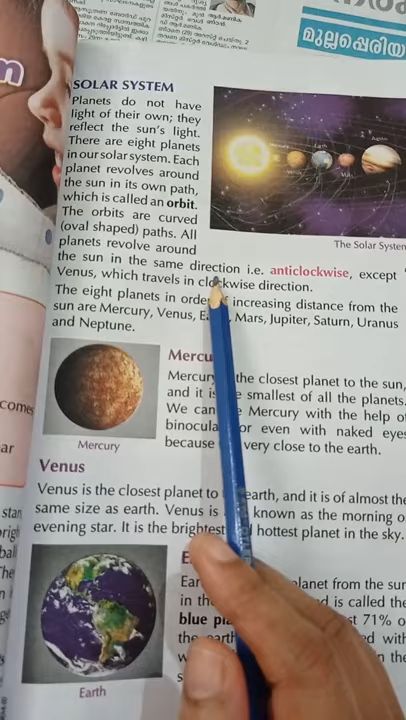 മുല്ലപ്പെരിയ
SOLAR SYSTEM
Planets do not have
light of their own; they
reflect the sun's light.
There are eight planets
in our solar system. Each
planet revolves around
the sun in its own path,
which is called an orbit.
The orbits are curved
(oval shaped) paths. All
planets revolve around
the sun in the same direction i.e. anticlockwise, except
Venus, which travels in clockwise direction.
The eight planets in order of increasing distance from the
sun are Mercury, Venus, E Mars, Jupiter, Saturn, Uranus
and Neptune.
Earth
Jupiter
The Solar System
Mercu
Mercury the closest planet to the sun,
and it is smallest of all the planets.
We can Mercury with the help o
binocula or even with naked eyes
because very close to the earth.
Mercury
Venus
Venus is the closest planet to earth, and it is of almost the
same size as earth. Venus is known as the morning o
evening star. It is the brightest hottest planet in the sky.
E
Ear planet from the sun
in the d is called the
blue pl st 71% o
the earth ed with
n the
Earth
comes
ear